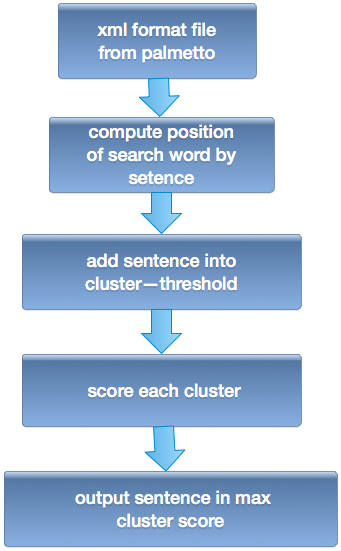 xml format file
from palmetto
compute position
of search word by
setence
add sentence into
cluster—threshold
score each cluster
output sentence in max
cluster score